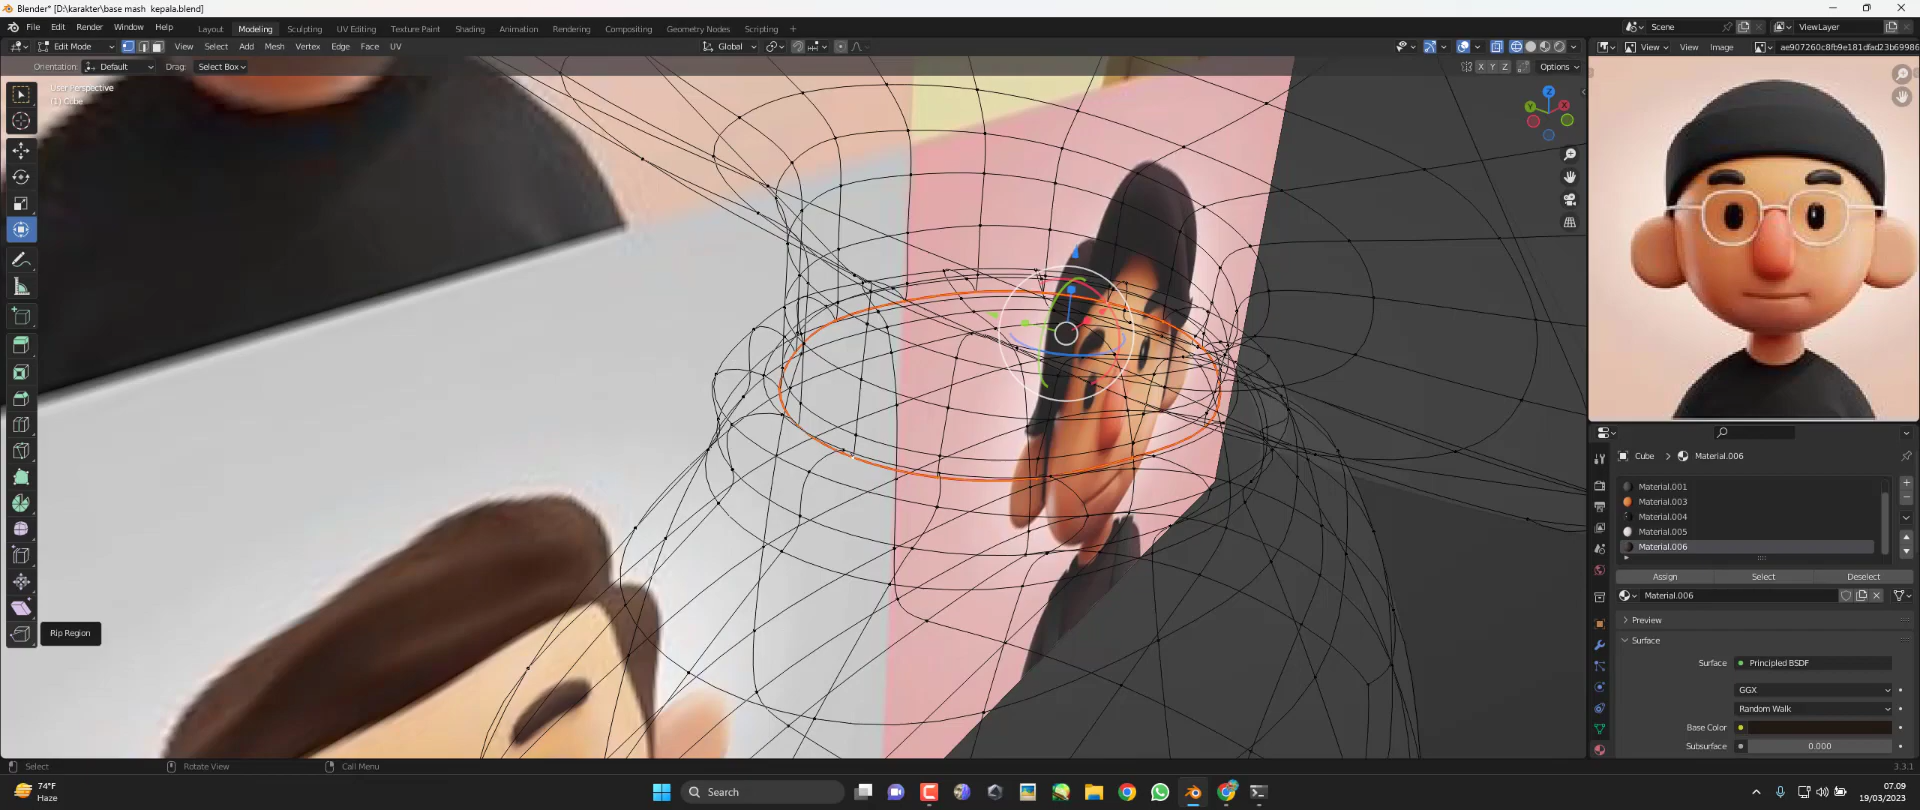 Blender* [D:\karakter\base mash kepala.blend]
File Edit Render Window Help Layout Modeling Sculpting UV Editing Texture Paint Shading Animation Rendering Compositing Geometry Nodes Scripting + Scene ViewLayer
Edit Mode View Select Add Mesh Vertex Edge Face UV Global View View Image ae907260c8fb9e181dfad23b69986
Orientation: Default Drag: Select Box X Y Z Options
User Perspective
(1) Cube
Z
Y X
Cube > Material.006
Material.001
Material.003
Material.004
Material.005
Material.006
Assign Select Deselect
Material.006
Rip Region
Preview
Surface
Surface Principled BSDF
GGX
Random Walk
Base Color
Subsurface 0.000
Select Rotate View Call Menu 3.3.1
74°F
Haze
Search
07.09
19/03/2023